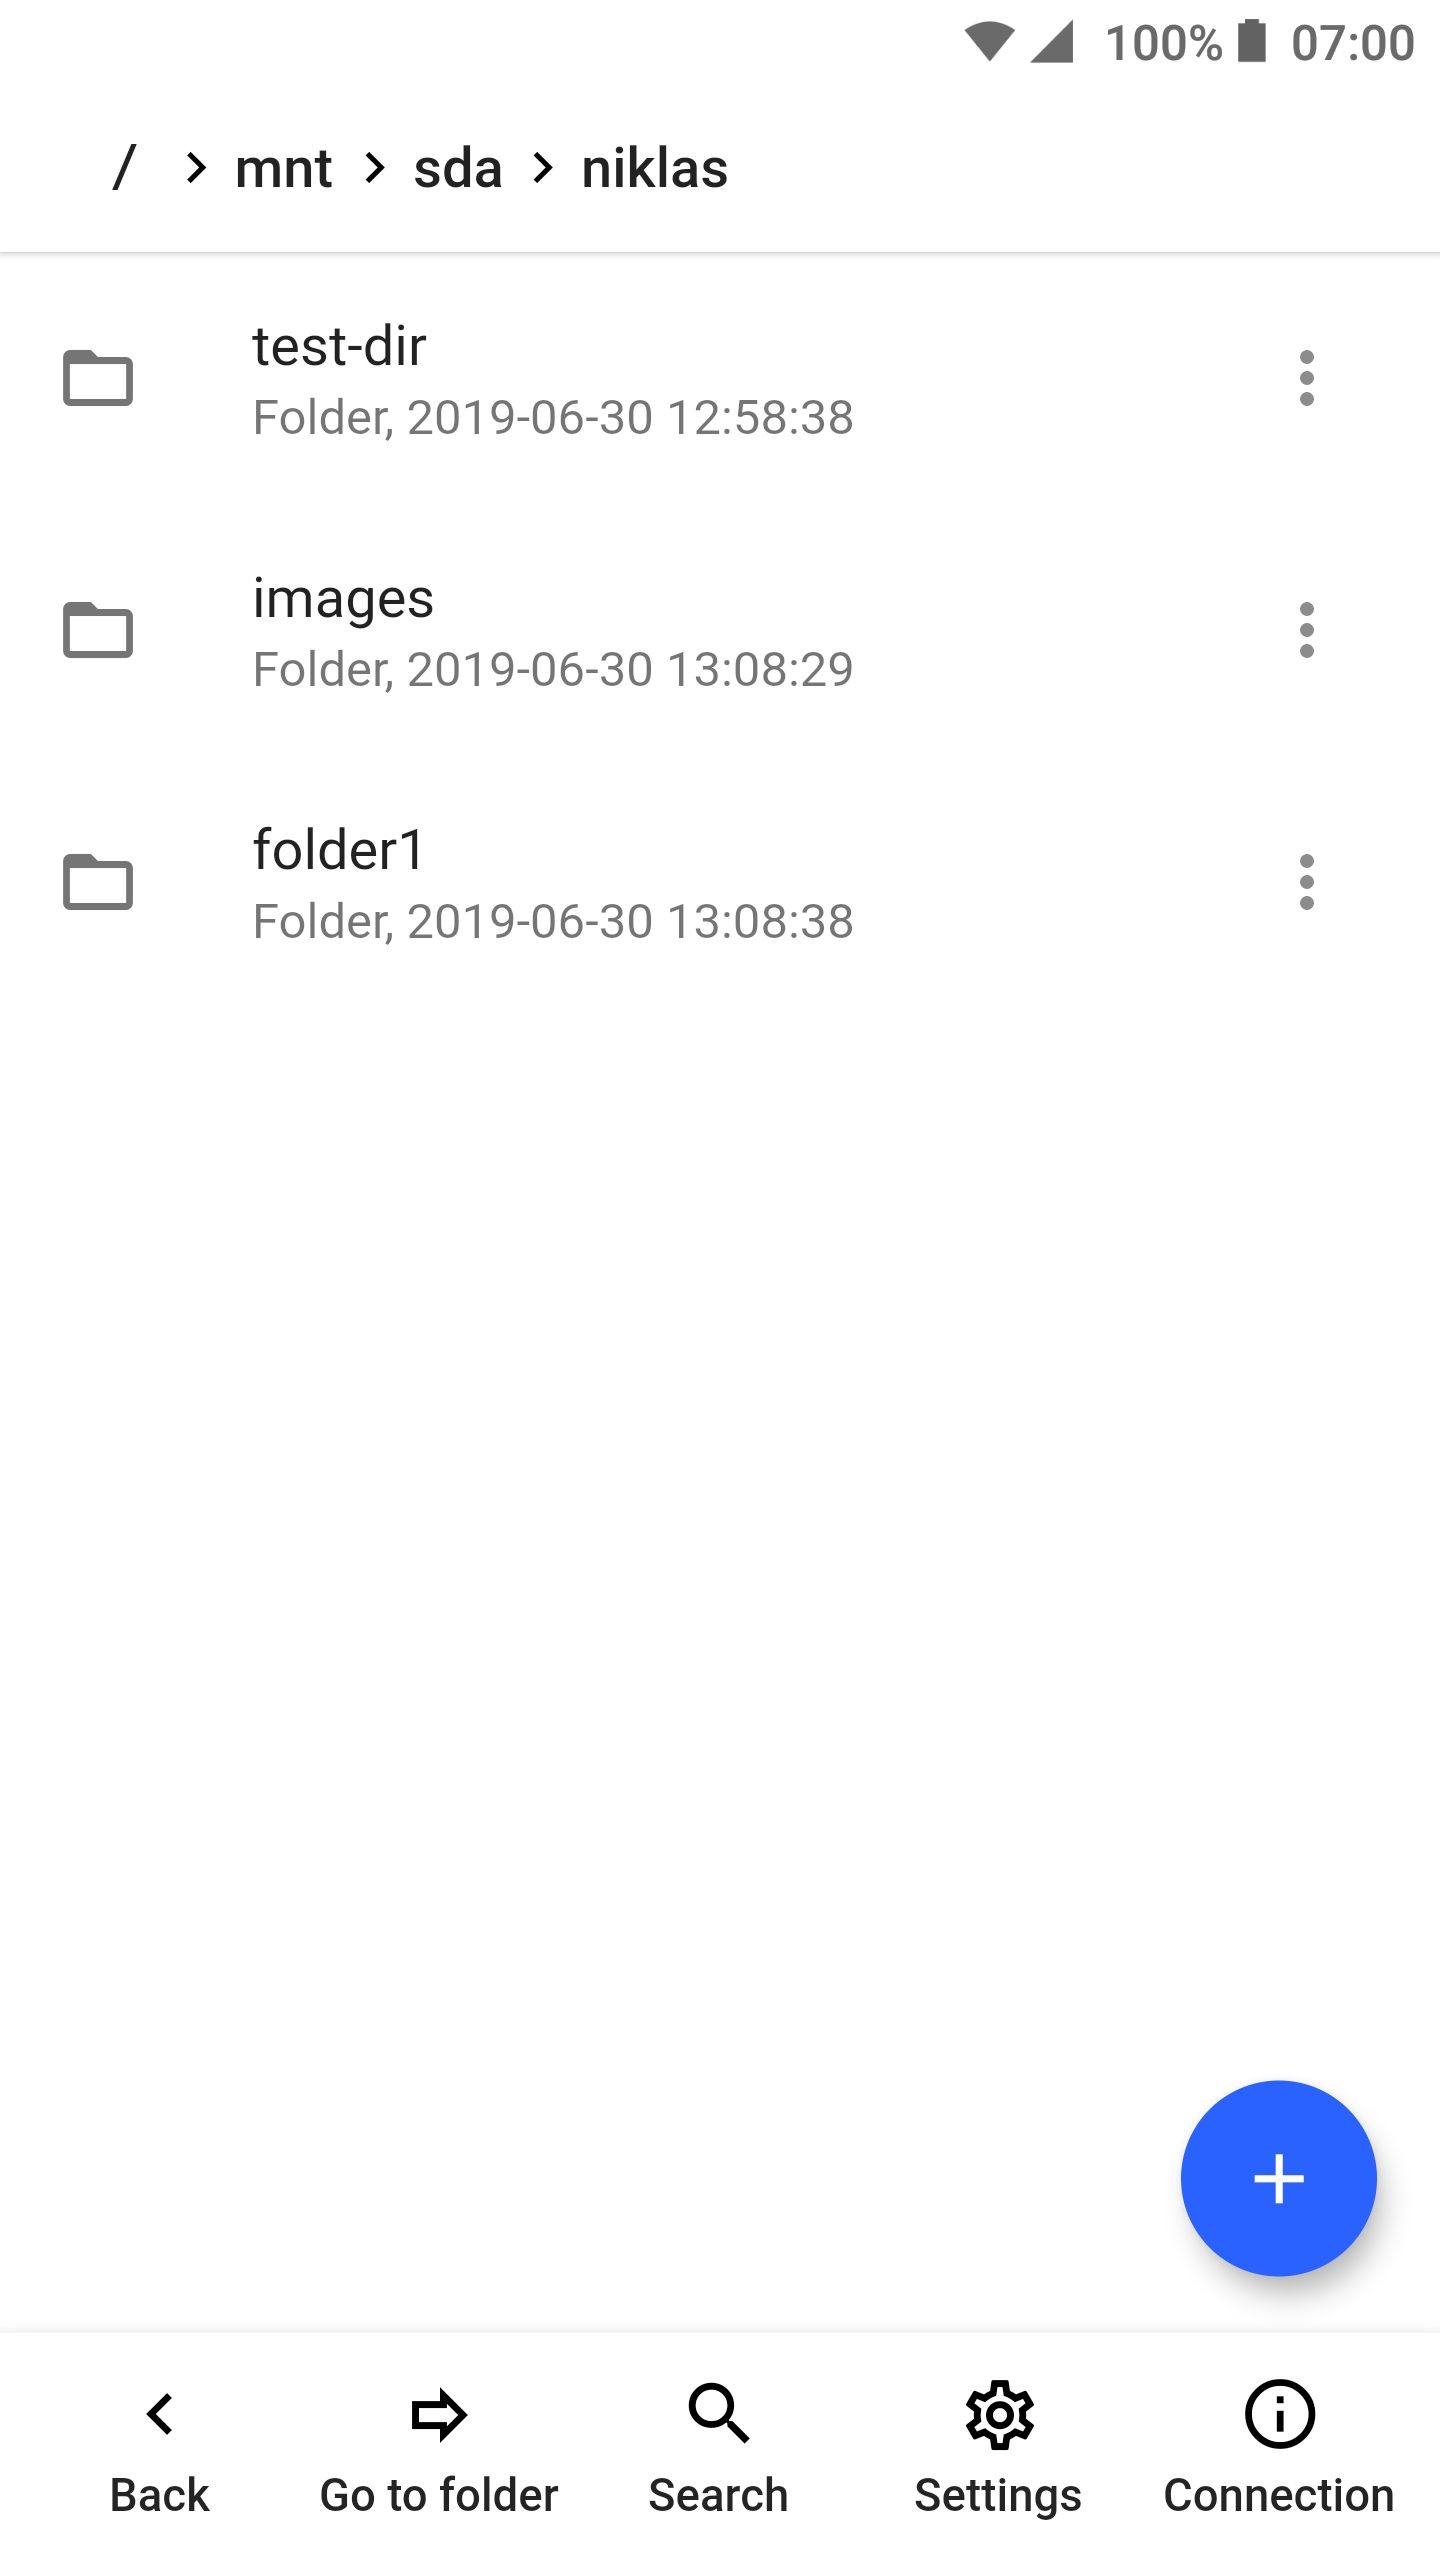 100% 07:00
/ > mnt > sda > niklas
test-dir
Folder, 2019-06-30 12:58:38
images
Folder, 2019-06-30 13:08:29
folder1
Folder, 2019-06-30 13:08:38
Back Go to folder Search Settings Connection